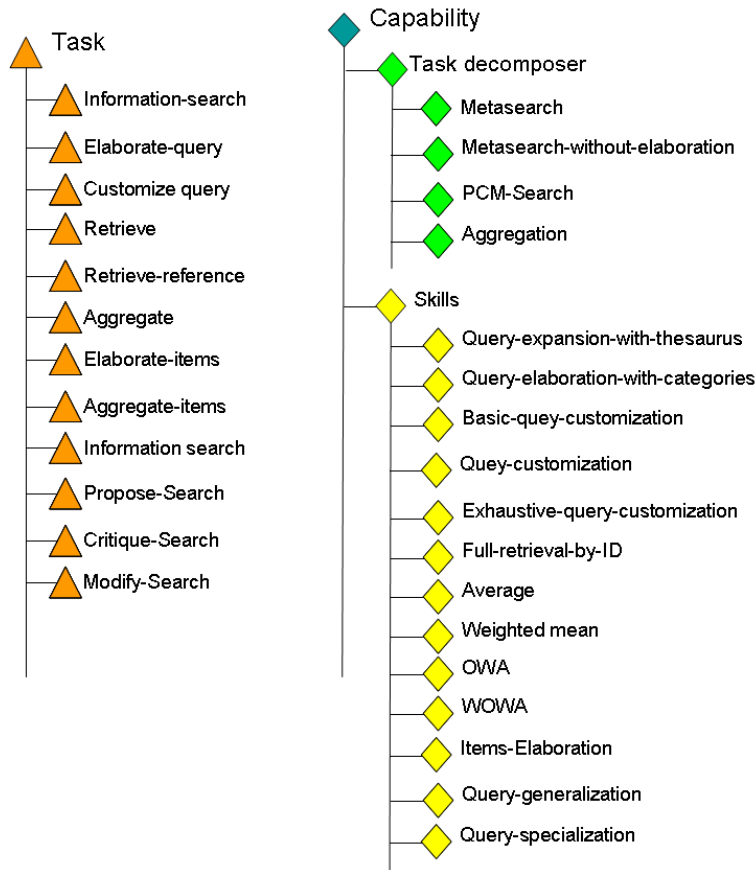 Task
Information-search
Elaborate-query
Customize query
Retrieve
Retrieve-reference
Aggregate
Elaborate-items
Aggregate-items
Information search
Propose-Search
Critique-Search
Modify-Search
Capability
Task decomposer
Metasearch
Metasearch-without-elaboration
PCM-Search
Aggregation
Skills
Query-expansion-with-thesaurus
Query-elaboration-with-categories
Basic-quey-customization
Quey-customization
Exhaustive-query-customization
Full-retrieval-by-ID
Average
Weighted mean
OWA
WOWA
Items-Elaboration
Query-generalization
Query-specialization